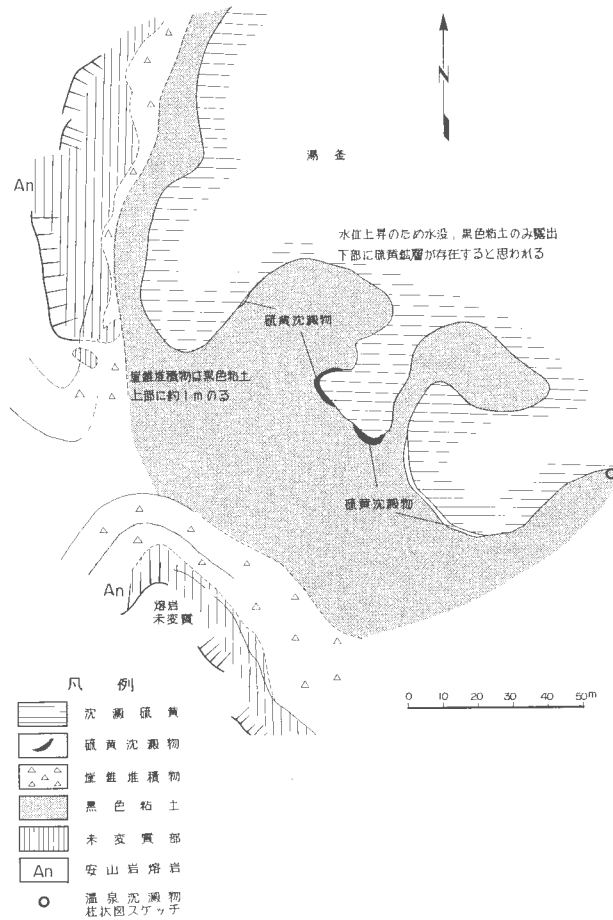 N
湯釜
An
水位上昇のため水没，黒色粘土のみ露出
下部に硫黄鉱層が存在すると思われる
硫黄沈澱物
崖錐堆積物は黒色粘土
上部に約1mのる
硫黄沈澱物
An
熔岩
未変質
凡例
0 10 20 30 40 50m
沈澱硫黄
硫黄沈澱物
崖錐堆積物
黒色粘土
未変質部
An 安山岩熔岩
温泉沈澱物
柱状図スケッチ